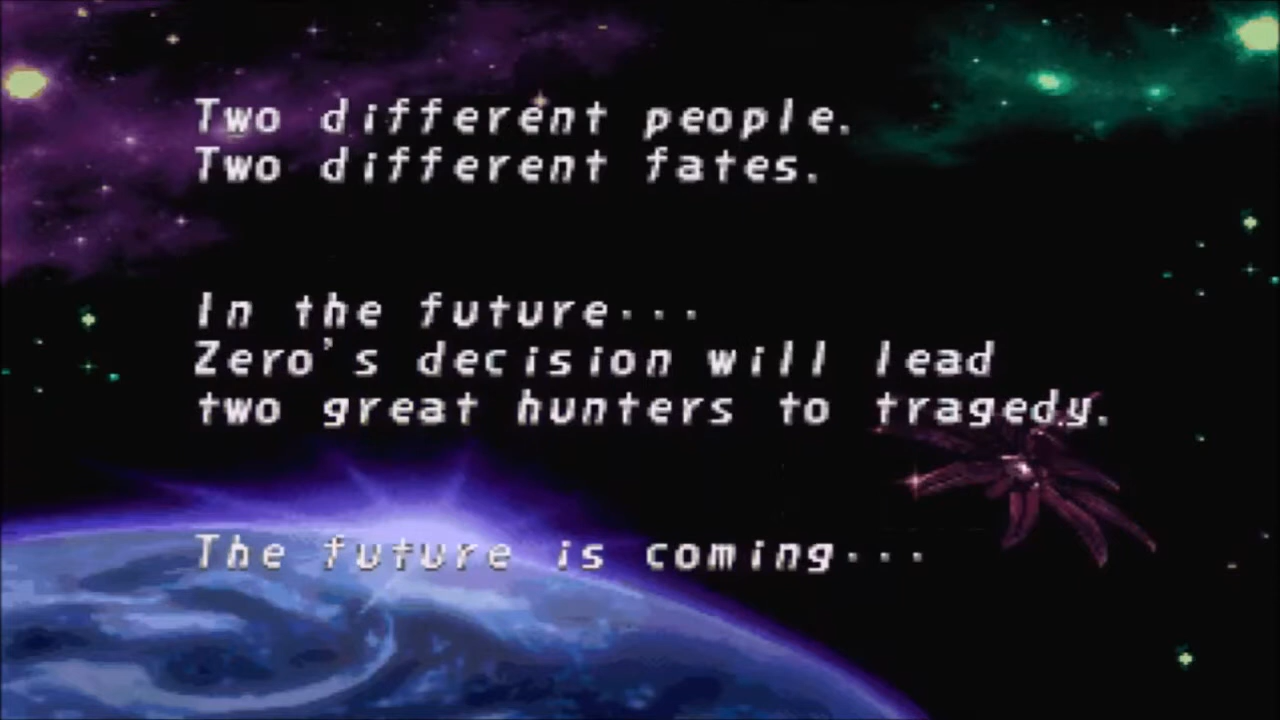 Two different people.
Two different fates.
In the future···
Zero's decision will lead
two great hunters to tragedy.
The future is coming···